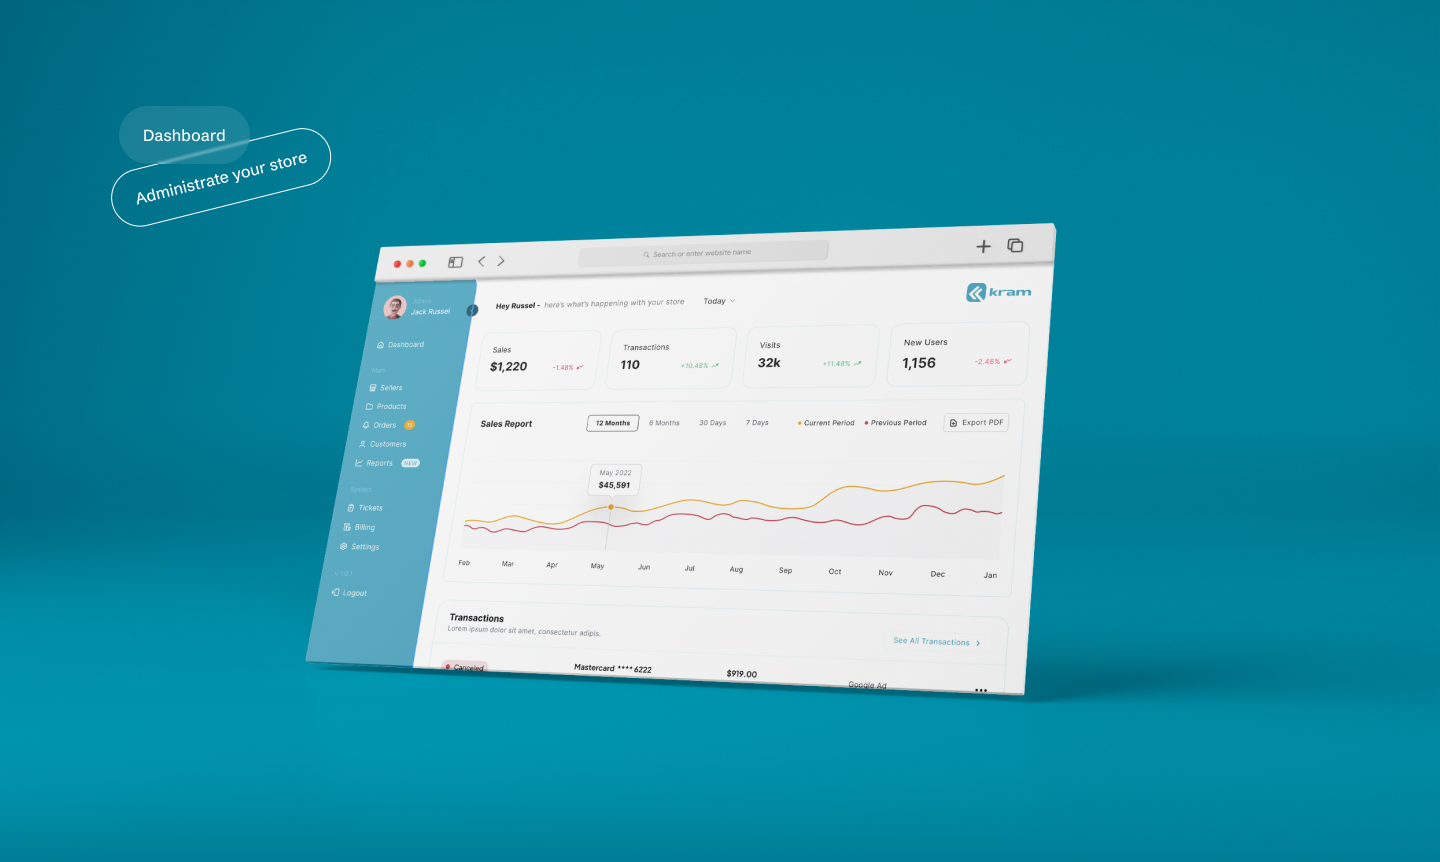 Dashboard
Administrate your store
Search or enter website name
Jack Russel
Hey Russel - here's what's happening with your store
Today
kram
Dashboard
Main
Sellers
Products
Orders
Customers
Reports NEW
System
Tickets
Billing
Settings
Logout
Sales
$1,220
-1.48%
Transactions
110
+10.48%
Visits
32k
+11.48%
New Users
1,156
-2.48%
Sales Report
12 Months
6 Months
30 Days
7 Days
Current Period
Previous Period
Export PDF
May 2022
$45,591
Feb Mar Apr May Jun Jul Aug Sep Oct Nov Dec Jan
Transactions
Lorem ipsum dolor sit amet, consectetur adipis.
See All Transactions
Canceled
Mastercard **** 6222
$919.00
Google Ad